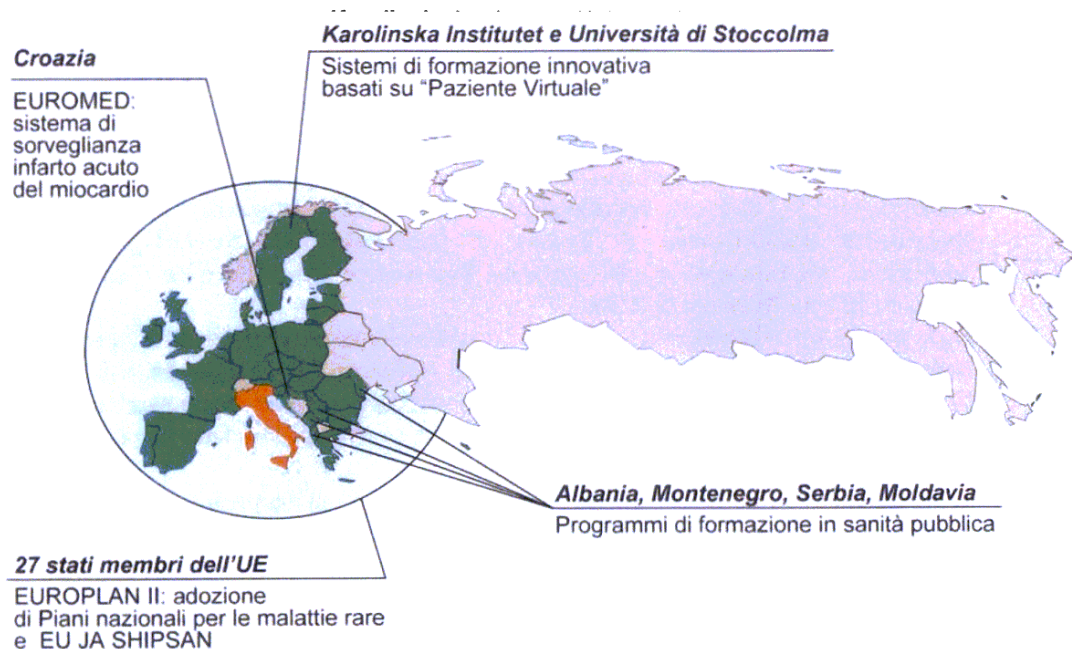 Karolinska Institutet e Università di Stoccolma
Sistemi di formazione innovativa
basati su “Paziente Virtuale”
Croazia
EUROMED:
sistema di
sorveglianza
infarto acuto
del miocardio
Albania, Montenegro, Serbia, Moldavia
Programmi di formazione in sanità pubblica
27 stati membri dell'UE
EUROPLAN II: adozione
di Piani nazionali per le malattie rare
e EU JA SHIPSAN